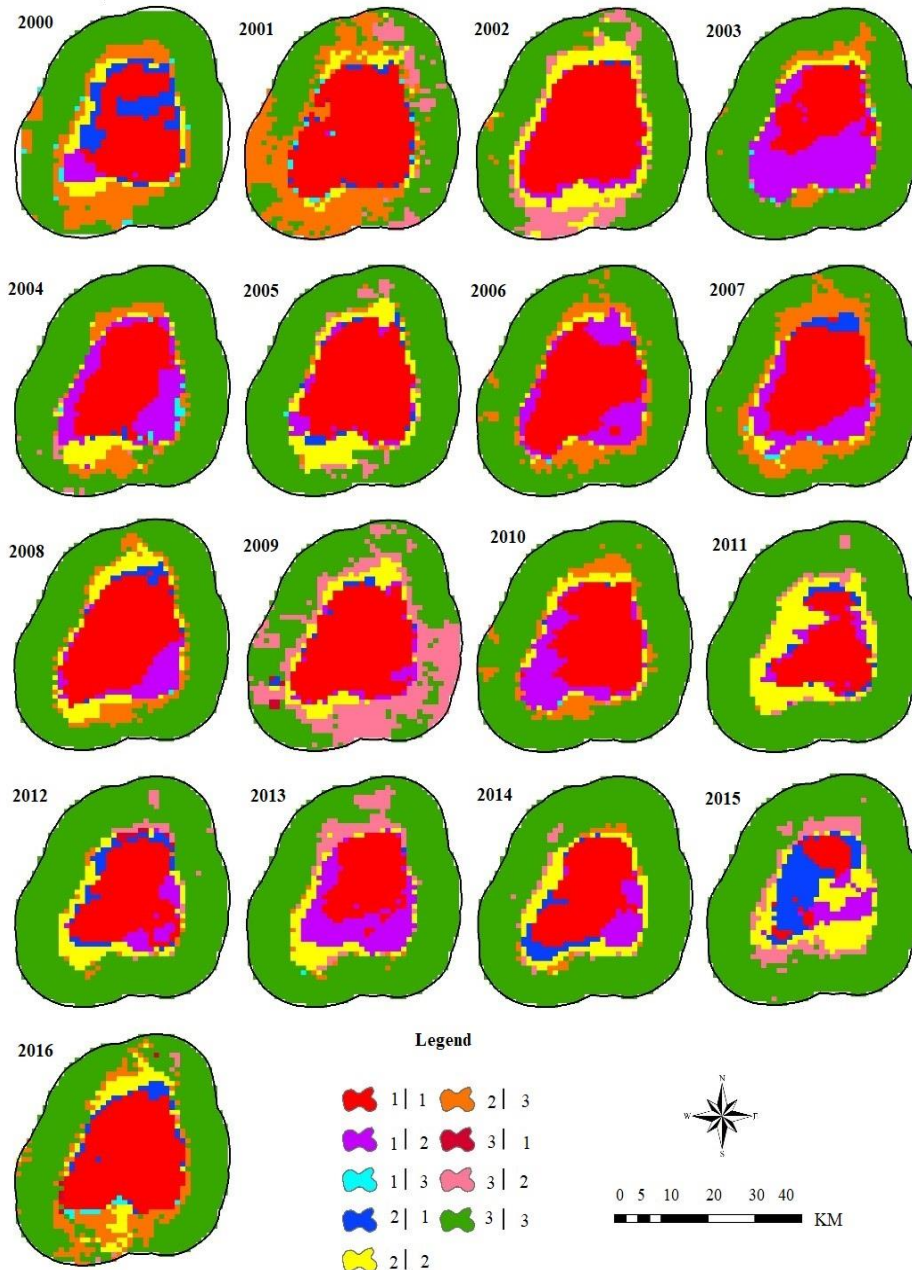 2000 2001 2002 2003
2004 2005 2006 2007
2008 2009 2010 2011
2012 2013 2014 2015
2016
Legend
1 | 1 2 | 3
1 | 2 3 | 1
1 | 3 3 | 2
2 | 1 3 | 3
2 | 2
N
W
S
0 5 10 20 30 40 KM